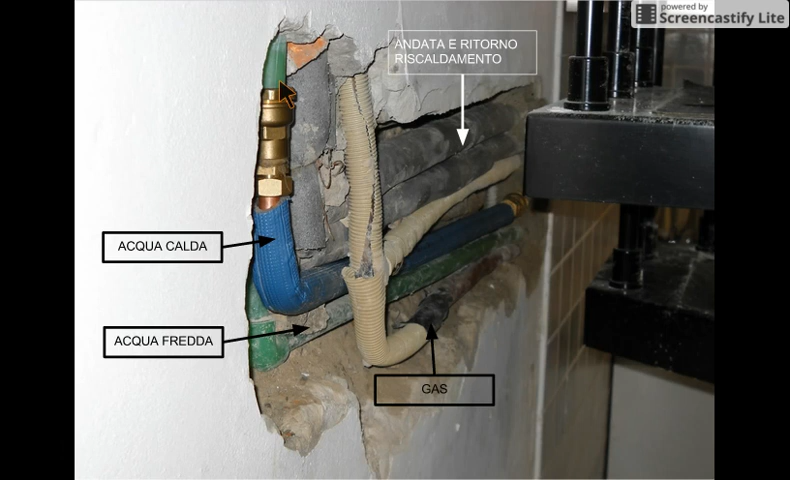 powered by
Screencastify Lite
ANDATA E RITORNO
RISCALDAMENTO
ACQUA CALDA
ACQUA FREDDA
GAS